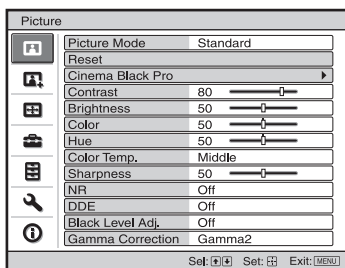 Picture
Picture Mode Standard
Reset
Cinema Black Pro
Contrast 80
Brightness 50
Color 50
Hue 50
Color Temp. Middle
Sharpness 50
NR Off
DDE Off
Black Level Adj. Off
Gamma Correction Gamma2
Sel: Set: Exit: MENU